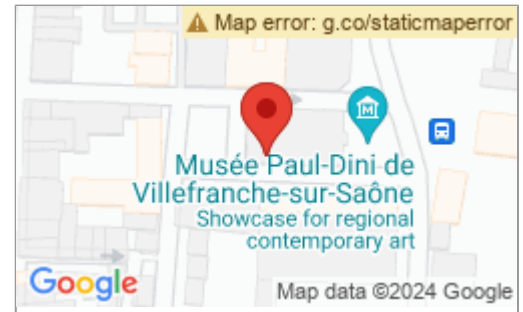 Map error: g.co/staticmaperror
M
Musée Paul-Dini de
Villefranche-sur-Saône
Showcase for regional
contemporary art
Google
Map data ©2024 Google